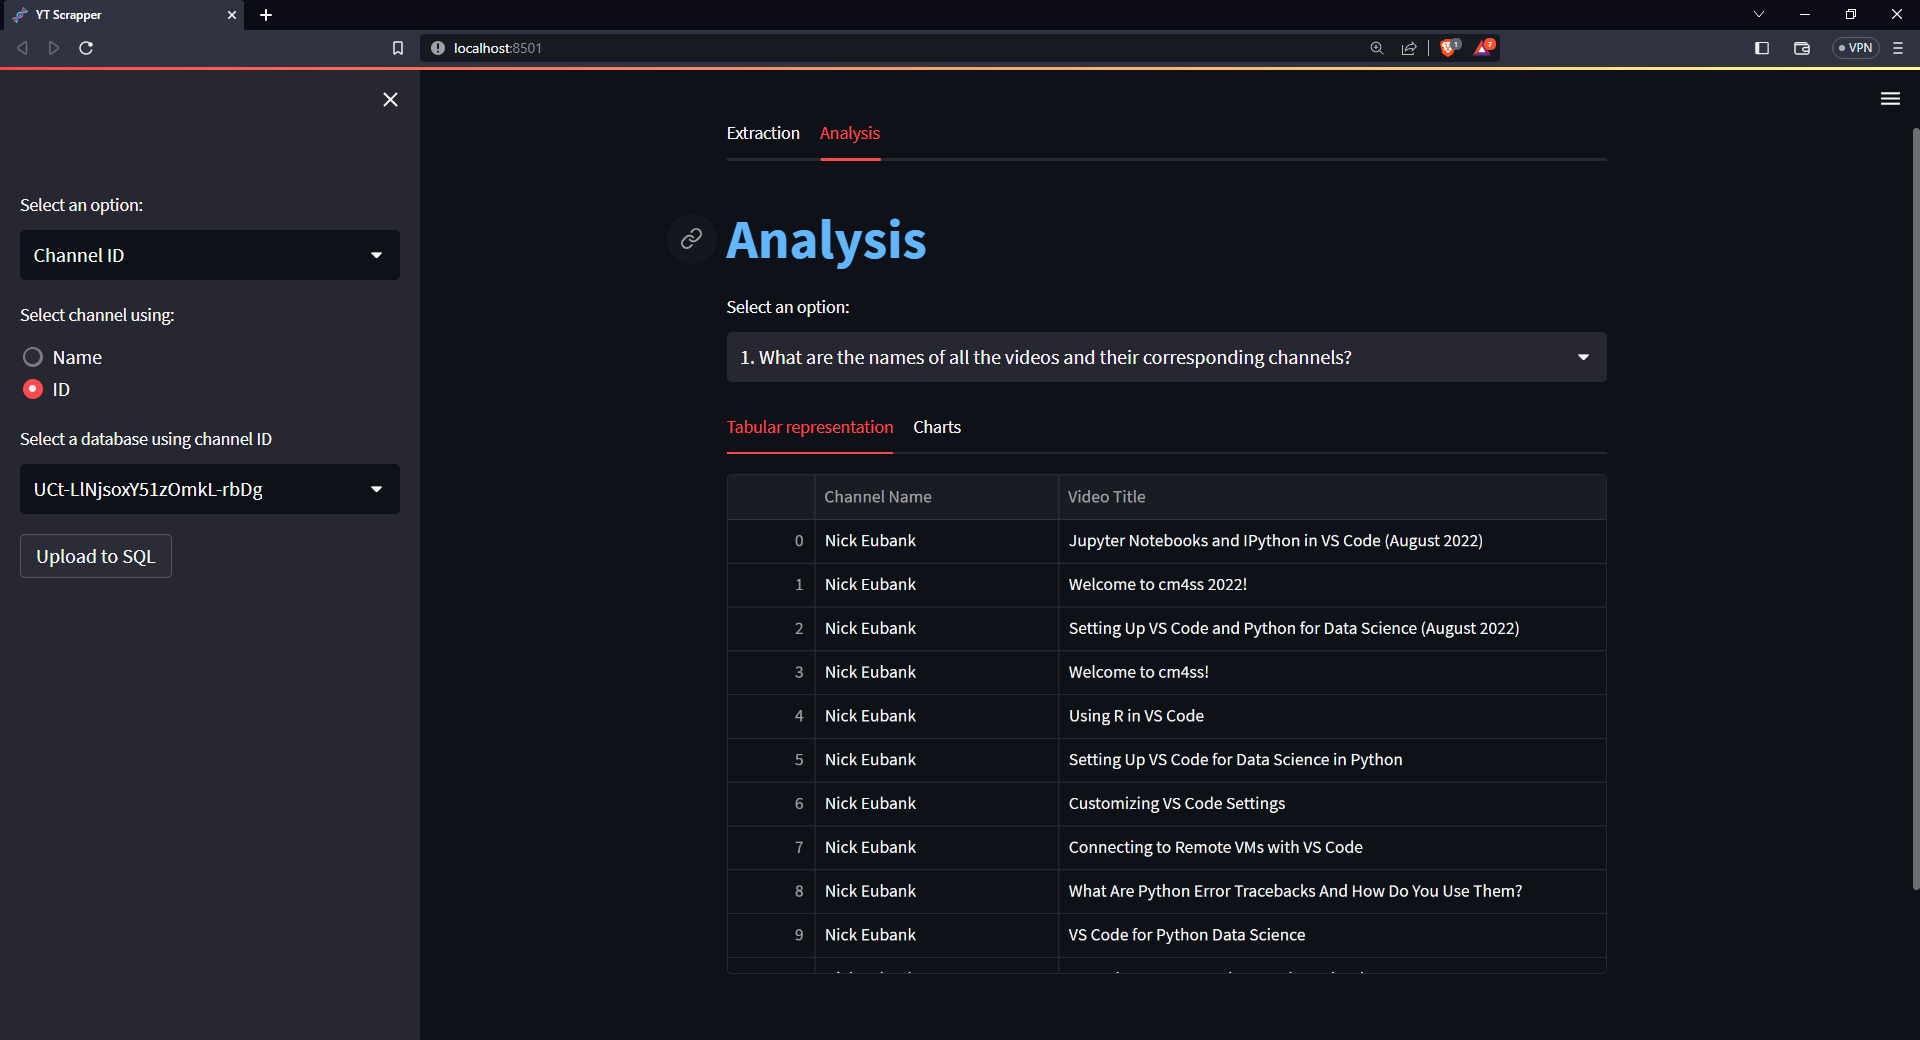 YT Scrapper
localhost:8501
1
7
VPN
Select an option:
Channel ID
Select channel using:
Name
ID
Select a database using channel ID
UCt-LlNjsoxY51zOmkL-rbDg
Upload to SQL
Extraction Analysis
Analysis
Select an option:
1. What are the names of all the videos and their corresponding channels?
Tabular representation Charts
Channel Name Video Title
0 Nick Eubank Jupyter Notebooks and IPython in VS Code (August 2022)
1 Nick Eubank Welcome to cm4ss 2022!
2 Nick Eubank Setting Up VS Code and Python for Data Science (August 2022)
3 Nick Eubank Welcome to cm4ss!
4 Nick Eubank Using R in VS Code
5 Nick Eubank Setting Up VS Code for Data Science in Python
6 Nick Eubank Customizing VS Code Settings
7 Nick Eubank Connecting to Remote VMs with VS Code
8 Nick Eubank What Are Python Error Tracebacks And How Do You Use Them?
9 Nick Eubank VS Code for Python Data Science